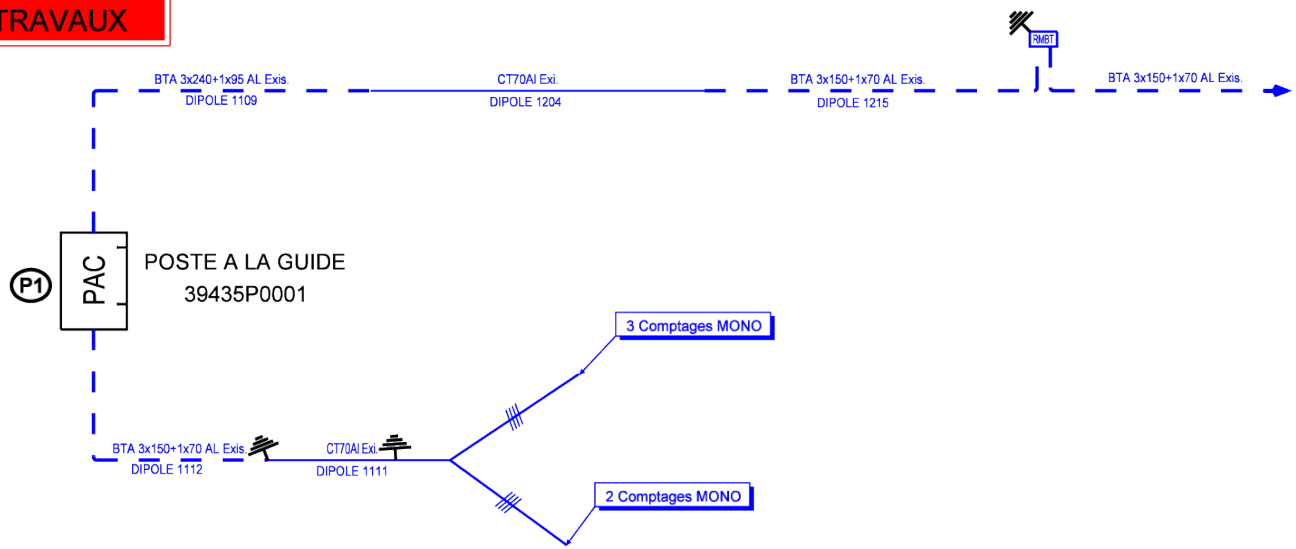 TRAVAUX
RMBT
BTA 3x240+1x95 AL Exis.
CT70Al Exi.
BTA 3x150+1x70 AL Exis.
BTA 3x150+1x70 AL Exis.
DIPOLE 1109
DIPOLE 1204
DIPOLE 1215
P1
PAC
POSTE A LA GUIDE
39435P0001
3 Comptages MONO
BTA 3x150+1x70 AL Exis.
CT70Al Exi.
DIPOLE 1112
DIPOLE 1111
2 Comptages MONO